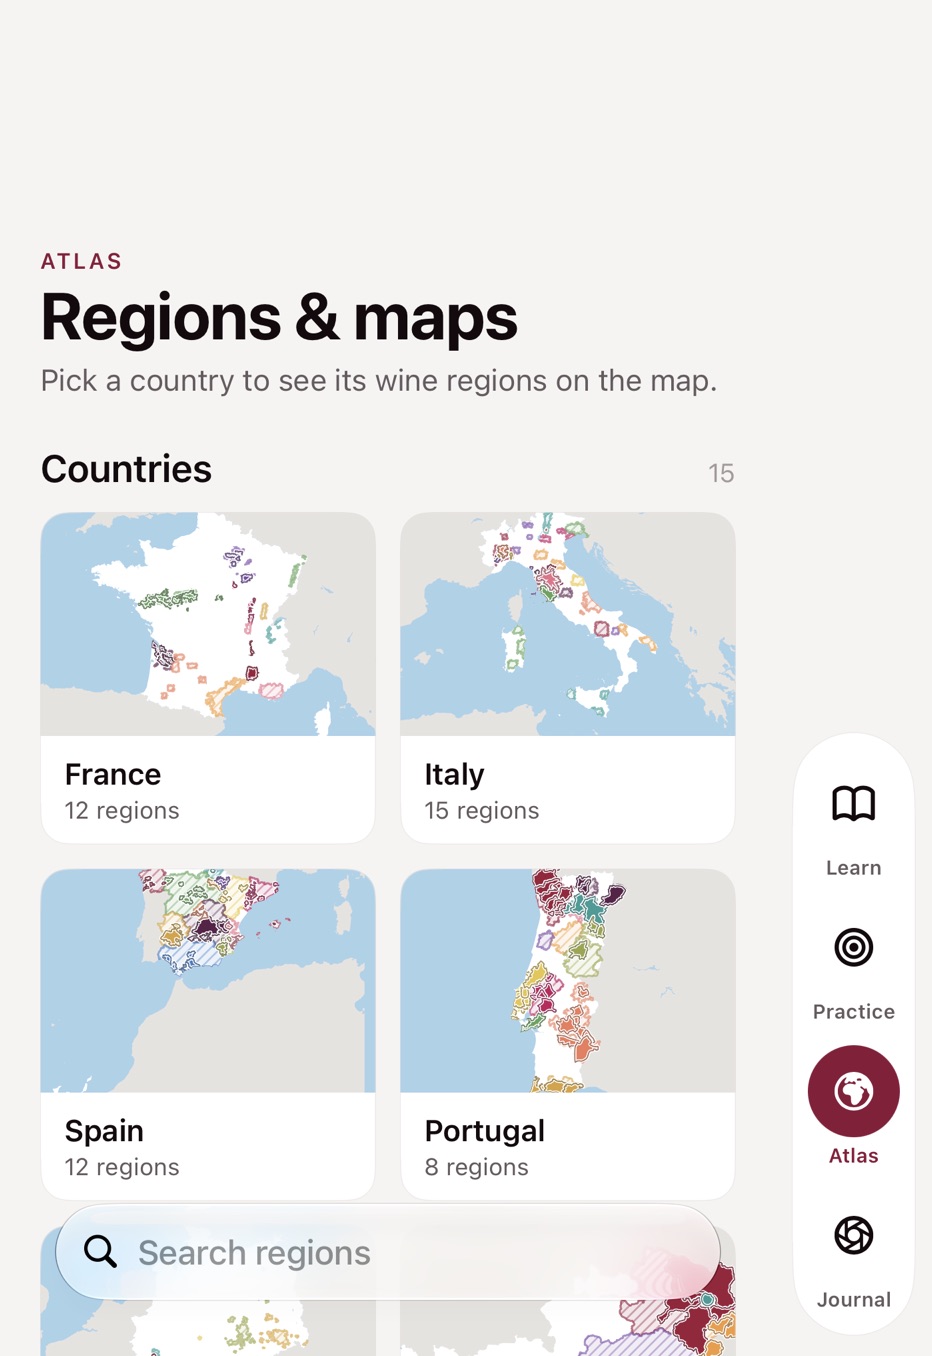 ATLAS
Regions & maps
Pick a country to see its wine regions on the map.
Countries
15
France
12 regions
Italy
15 regions
Spain
12 regions
Portugal
8 regions
Search regions
Learn
Practice
Atlas
Journal